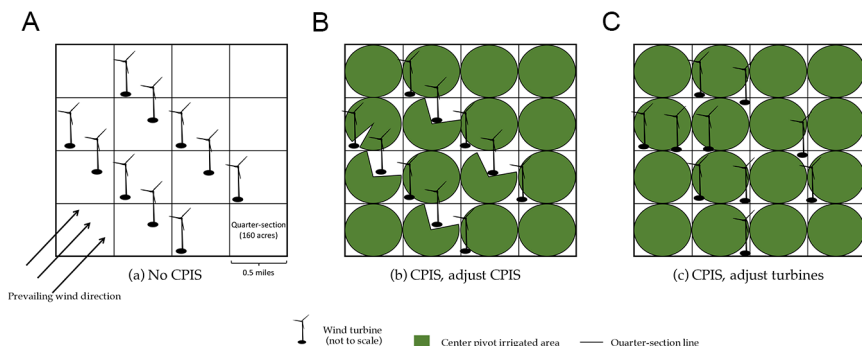 A
B
C
Quarter-section
(160 acres)
0.5 miles
Prevailing wind direction
(a) No CPIS
(b) CPIS, adjust CPIS
(c) CPIS, adjust turbines
Wind turbine
(not to scale)
Center pivot irrigated area
Quarter-section line